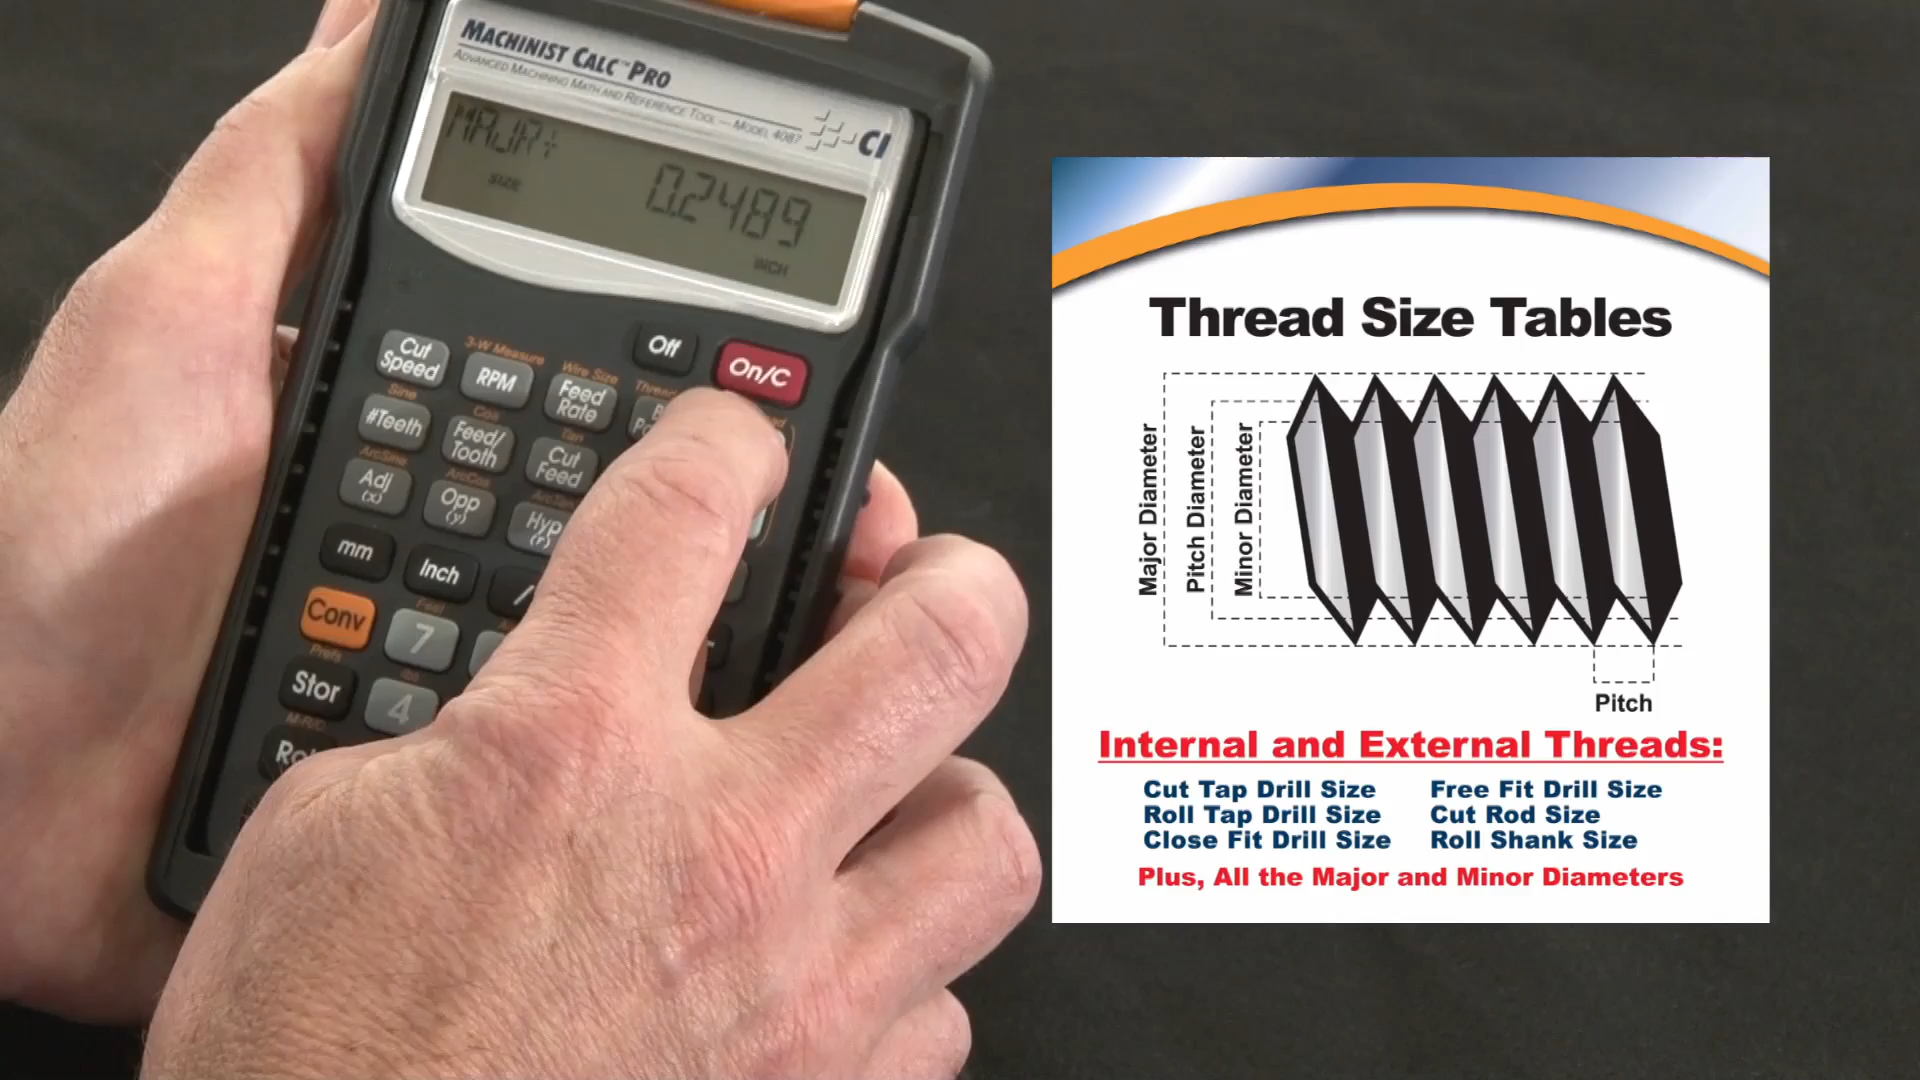 MACHINIST CALC™ PRO
ADVANCED MACHINING MATH AND REFERENCE TOOL — MODEL 4087
CI
MAJR+
SIZE
0.2489
INCH
Off
On/C
3-W Measure
Wire Size
Cut Speed
RPM
Feed Rate
Sine
Cos
Tan
#Teeth
Feed/ Tooth
Cut Feed
ArcSine
ArcCos
Adj (x)
Opp (y)
Hyp (r)
mm
Inch
/
Conv
7
Prefs
Stor
4
M-R/C
Thread Size Tables
Major Diameter
Pitch Diameter
Minor Diameter
Pitch
Internal and External Threads:
Cut Tap Drill Size
Roll Tap Drill Size
Close Fit Drill Size
Free Fit Drill Size
Cut Rod Size
Roll Shank Size
Plus, All the Major and Minor Diameters